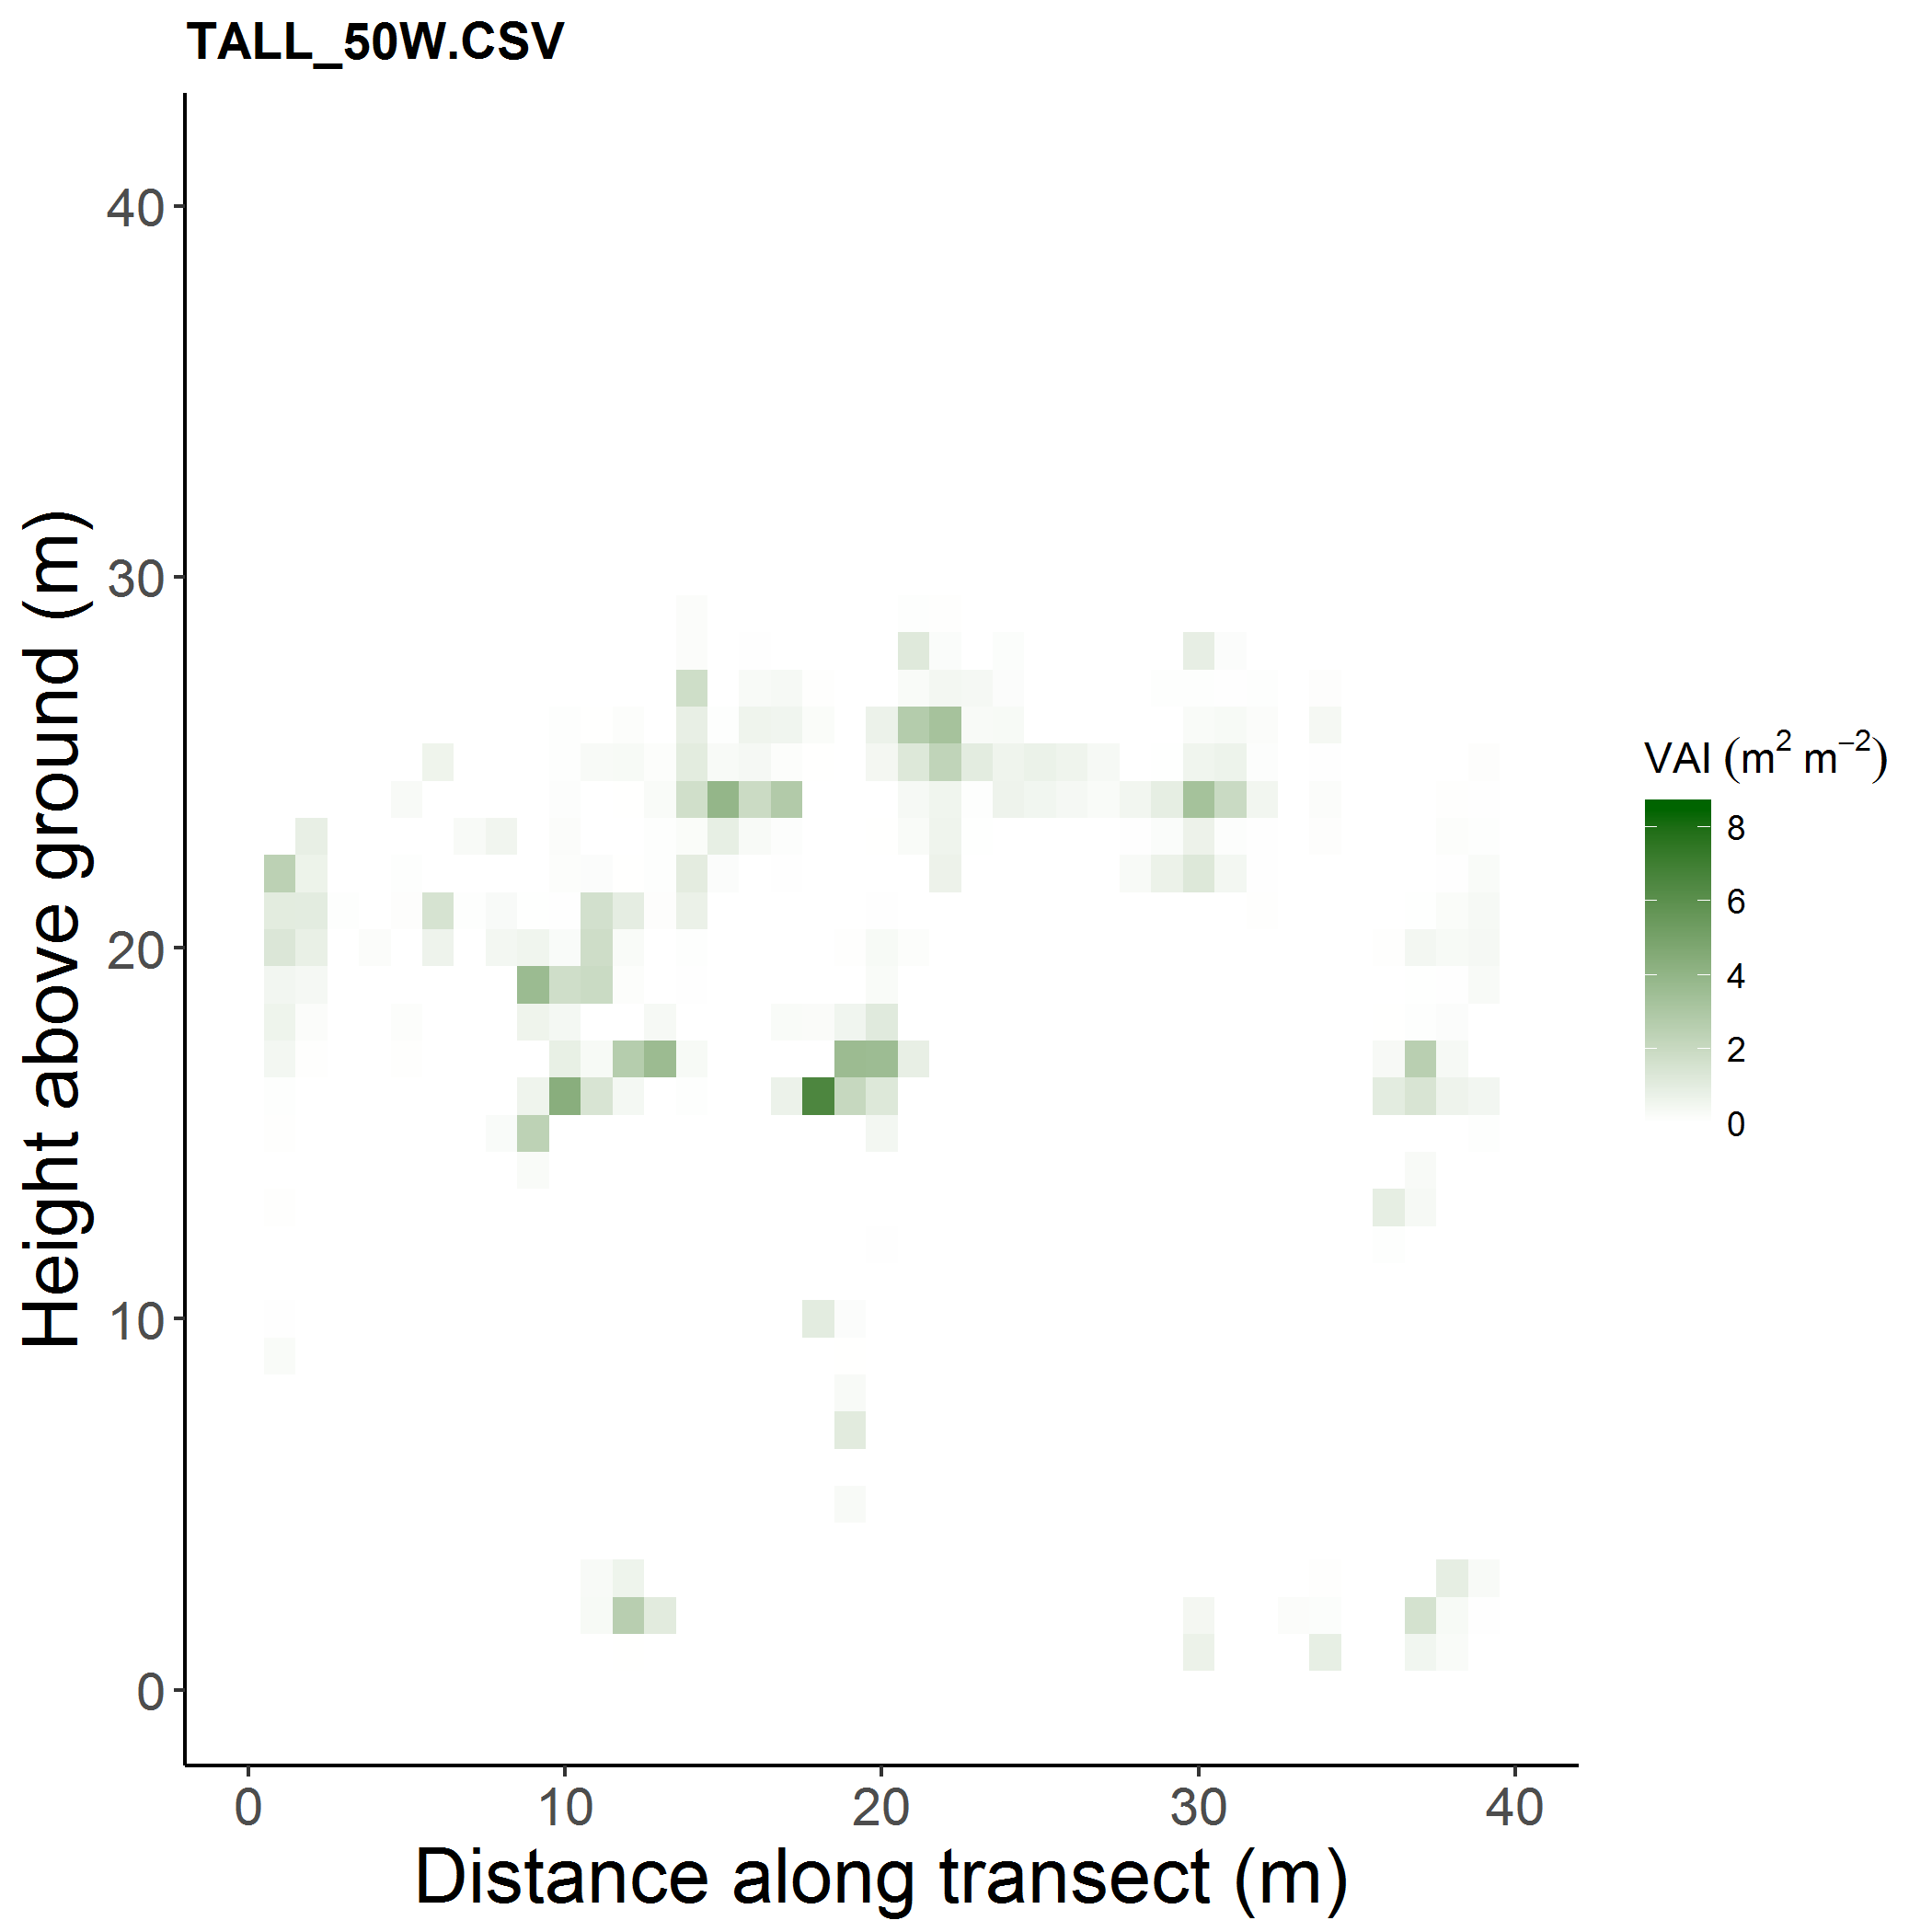 TALL_50W.CSV
Height above ground (m)
40
30
20
10
0
0 10 20 30 40
Distance along transect (m)
VAI (m² m⁻²)
8
6
4
2
0